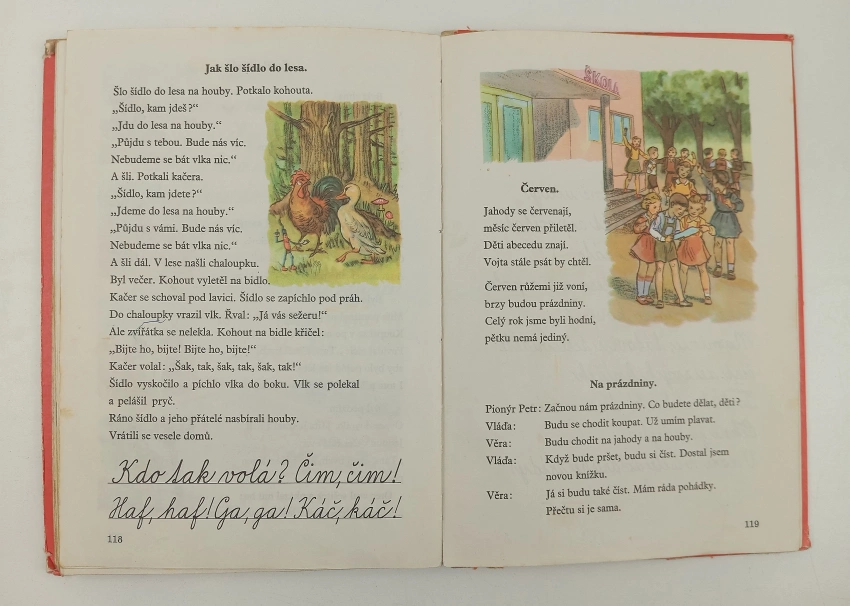 Jak šlo šídlo do lesa.
Šlo šídlo do lesa na houby. Potkalo kohouta.
„Šídlo, kam jdeš?“
„Jdu do lesa na houby.“
„Půjdu s tebou. Bude nás víc.
Nebudeme se bát vlka nic.“
A šli. Potkali kačera.
„Šídlo, kam jdete?“
„Jdeme do lesa na houby.“
„Půjdu s vámi. Bude nás víc.
Nebudeme se bát vlka nic.“
A šli dál. V lese našli chaloupku.
Byl večer. Kohout vyletěl na bidlo.
Kačer se schoval pod lavici. Šídlo se zapíchlo pod práh.
Do chaloupky vrazil vlk. Řval: „Já vás sežeru!“
Ale zvířátka se nelekla. Kohout na bidle křičel:
„Bijte ho, bijte! Bijte ho, bijte!“
Kačer volal: „Šak, tak, šak, tak, šak, tak!“
Šídlo vyskočilo a píchlo vlka do boku. Vlk se polekal
a pelášil pryč.
Ráno šídlo a jeho přátelé nasbírali houby.
Vrátili se vesele domů.
Kdo tak volá? Čim, čim!
Haf, haf! Ga, ga! Káč, káč!
118
ŠKOLA
Červen.
Jahody se červenají,
měsíc červen přiletěl.
Děti abecedu znají.
Vojta stále psát by chtěl.
Červen růžemi již voní,
brzy budou prázdniny.
Celý rok jsme byli hodní,
pětku nemá jediný.
Na prázdniny.
Pionýr Petr: Začnou nám prázdniny. Co budete dělat, děti?
Vláďa: Budu se chodit koupat. Už umím plavat.
Věra: Budu chodit na jahody a na houby.
Vláďa: Když bude pršet, budu si číst. Dostal jsem
novou knížku.
Věra: Já si budu také číst. Mám ráda pohádky.
Přečtu si je sama.
119